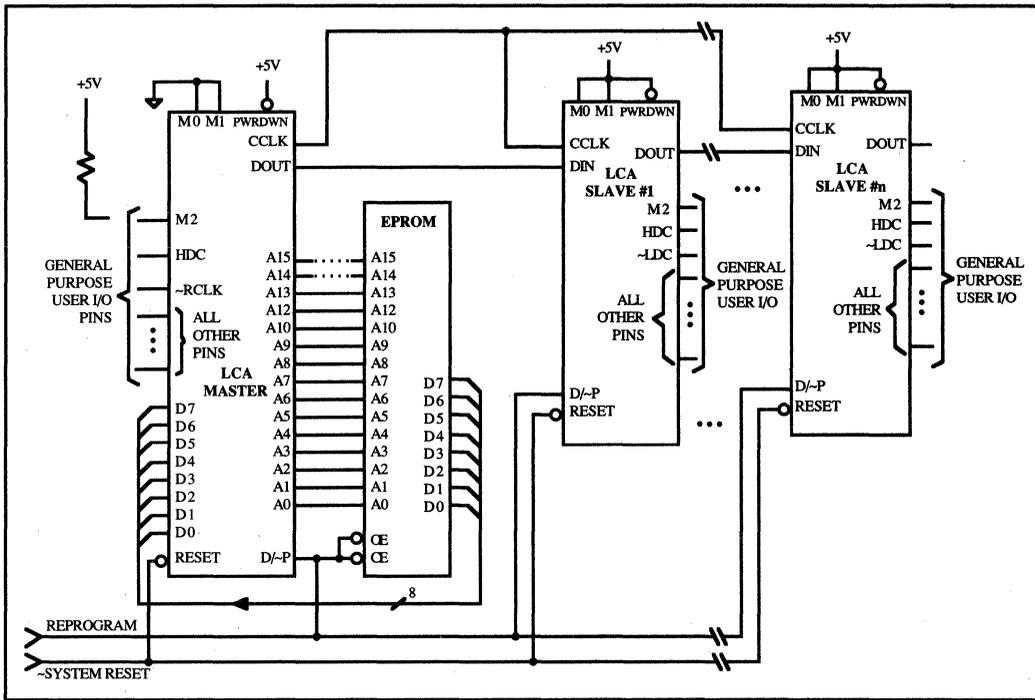 +5V
+5V
M0 M1 PWRDWN
CCLK
DOUT
M2
HDC
~RCLK
GENERAL
PURPOSE
USER I/O
PINS
ALL
OTHER
PINS
LCA
MASTER
A15
A14
A13
A12
A10
A9
A8
A7
A6
A5
A4
A3
A2
A1
A0
D7
D6
D5
D4
D3
D2
D1
D0
RESET
D/~P
EPROM
A15
A14
A13
A12
A10
A9
A8
A7
A6
A5
A4
A3
A2
A1
A0
D7
D6
D5
D4
D3
D2
D1
D0
OE
CE
8
+5V
M0 M1 PWRDWN
CCLK
DIN
DOUT
LCA
SLAVE #1
M2
HDC
~LDC
ALL
OTHER
PINS
GENERAL
PURPOSE
USER I/O
D/~P
RESET
+5V
M0 M1 PWRDWN
CCLK
DIN
DOUT
LCA
SLAVE #n
M2
HDC
~LDC
ALL
OTHER
PINS
GENERAL
PURPOSE
USER I/O
D/~P
RESET
REPROGRAM
~SYSTEM RESET